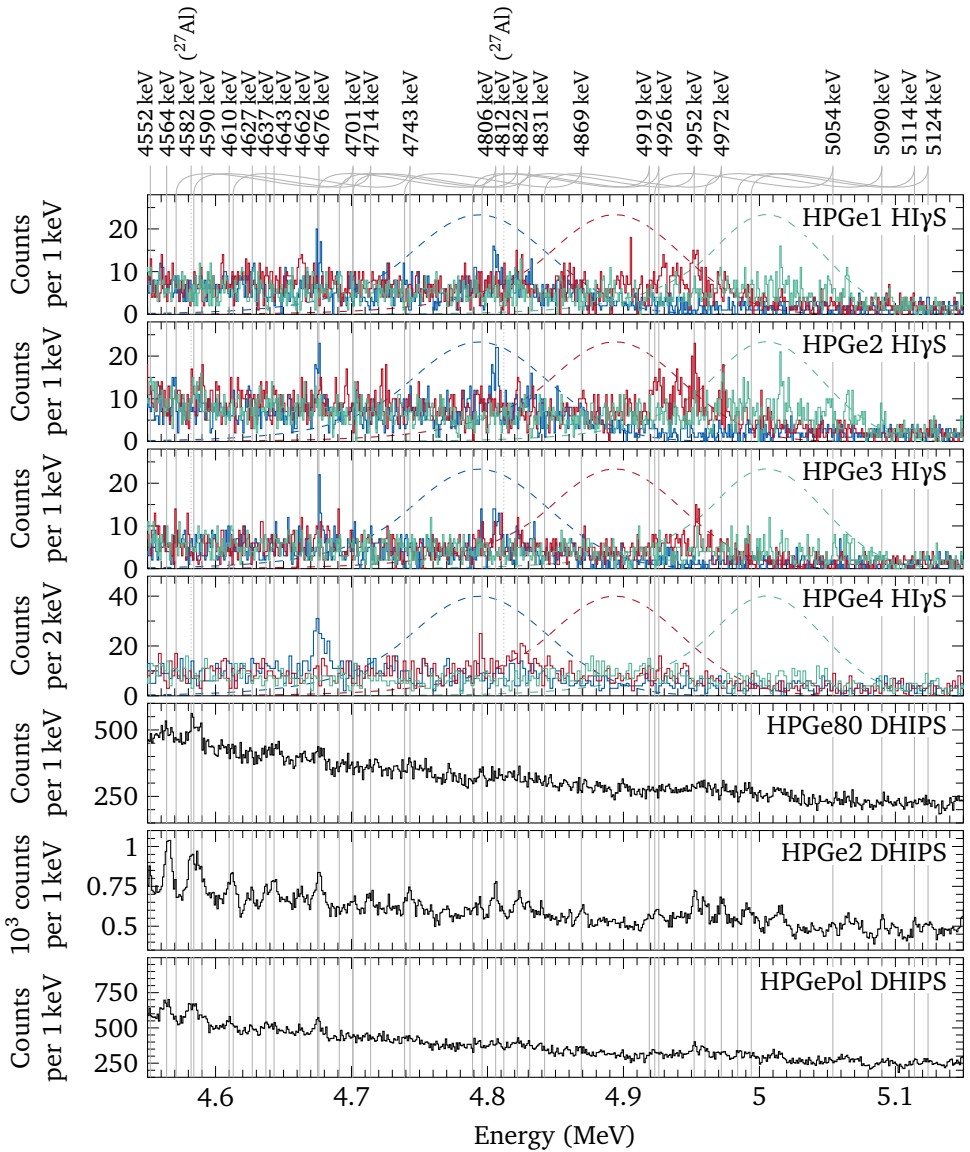 4552 keV
4564 keV
4582 keV (²⁷Al)
4590 keV
4610 keV
4627 keV
4637 keV
4643 keV
4662 keV
4676 keV
4701 keV
4714 keV
4743 keV
4806 keV
4812 keV (²⁷Al)
4822 keV
4831 keV
4869 keV
4919 keV
4926 keV
4952 keV
4972 keV
5054 keV
5090 keV
5114 keV
5124 keV
HPGe1 HIγS
Counts
per 1 keV
20
10
0
HPGe2 HIγS
Counts
per 1 keV
20
10
0
HPGe3 HIγS
Counts
per 1 keV
20
10
0
HPGe4 HIγS
Counts
per 2 keV
40
20
0
HPGe80 DHIPS
Counts
per 1 keV
500
250
HPGe2 DHIPS
10³ counts
per 1 keV
1
0.75
0.5
HPGePol DHIPS
Counts
per 1 keV
750
500
250
4.6 4.7 4.8 4.9 5 5.1
Energy (MeV)